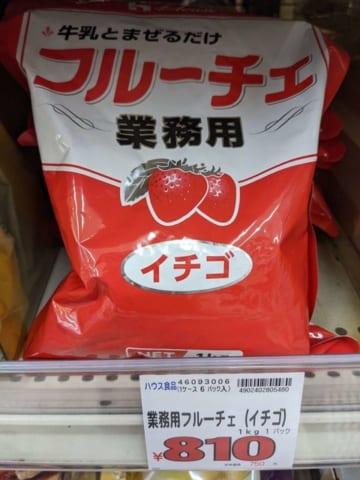 牛乳とまぜるだけ
フルーチェ
業務用
イチゴ
NET 1kg
ハウス食品 46093006
(1ケース 6 パック入) 4902402805480
業務用フルーチェ (イチゴ)
1kg 1パック
¥810
750